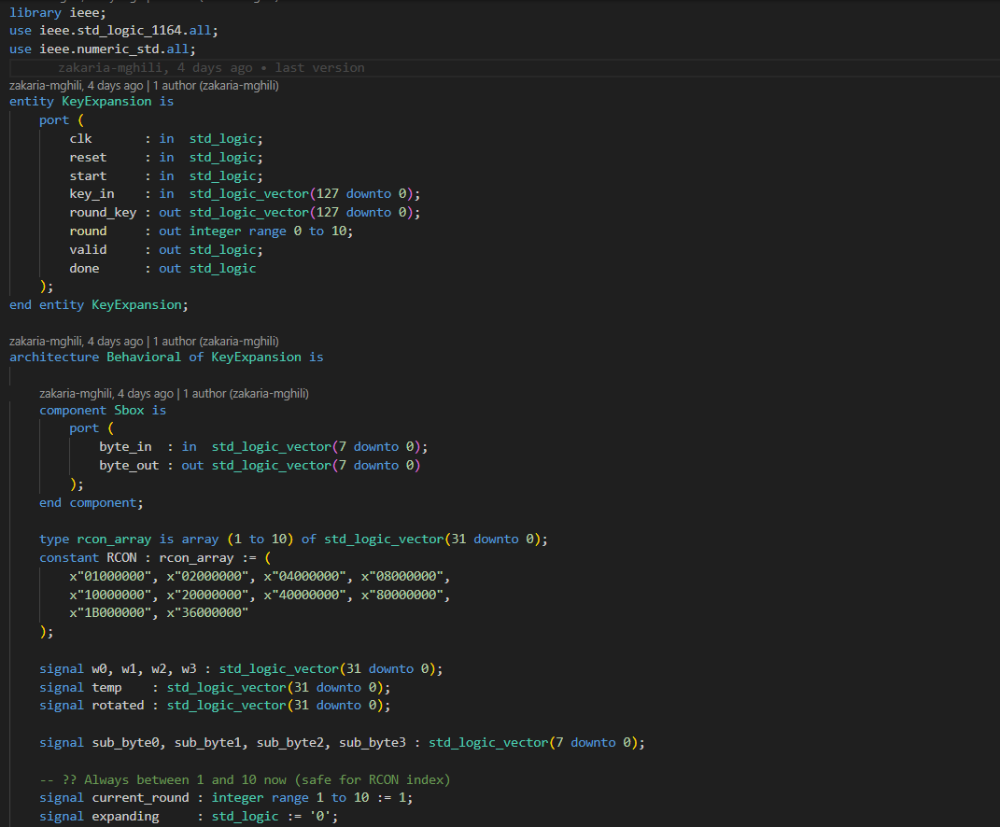 library ieee;
use ieee.std_logic_1164.all;
use ieee.numeric_std.all;
zakaria-mghili, 4 days ago • last version
zakaria-mghili, 4 days ago | 1 author (zakaria-mghili)
entity KeyExpansion is
    port (
        clk       : in  std_logic;
        reset     : in  std_logic;
        start     : in  std_logic;
        key_in    : in  std_logic_vector(127 downto 0);
        round_key : out std_logic_vector(127 downto 0);
        round     : out integer range 0 to 10;
        valid     : out std_logic;
        done      : out std_logic
    );
end entity KeyExpansion;
zakaria-mghili, 4 days ago | 1 author (zakaria-mghili)
architecture Behavioral of KeyExpansion is
    zakaria-mghili, 4 days ago | 1 author (zakaria-mghili)
    component Sbox is
        port (
            byte_in  : in  std_logic_vector(7 downto 0);
            byte_out : out std_logic_vector(7 downto 0)
        );
    end component;
    type rcon_array is array (1 to 10) of std_logic_vector(31 downto 0);
    constant RCON : rcon_array := (
        x"01000000", x"02000000", x"04000000", x"08000000",
        x"10000000", x"20000000", x"40000000", x"80000000",
        x"1B000000", x"36000000"
    );
    signal w0, w1, w2, w3 : std_logic_vector(31 downto 0);
    signal temp    : std_logic_vector(31 downto 0);
    signal rotated : std_logic_vector(31 downto 0);
    signal sub_byte0, sub_byte1, sub_byte2, sub_byte3 : std_logic_vector(7 downto 0);
    -- ?? Always between 1 and 10 now (safe for RCON index)
    signal current_round : integer range 1 to 10 := 1;
    signal expanding     : std_logic := '0';